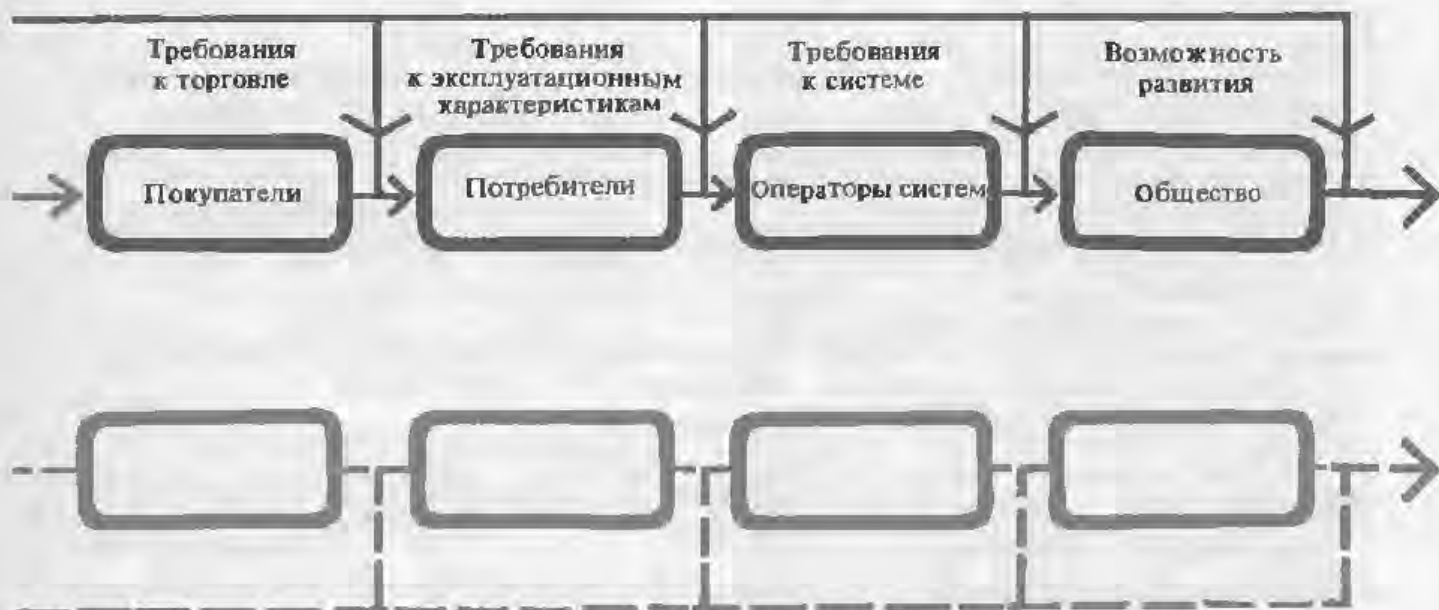 Требования
к торговле
Требования
к эксплуатационным
характеристикам
Требования
к системе
Возможность
развития
Покупатели
Потребители
Операторы систем
Общество